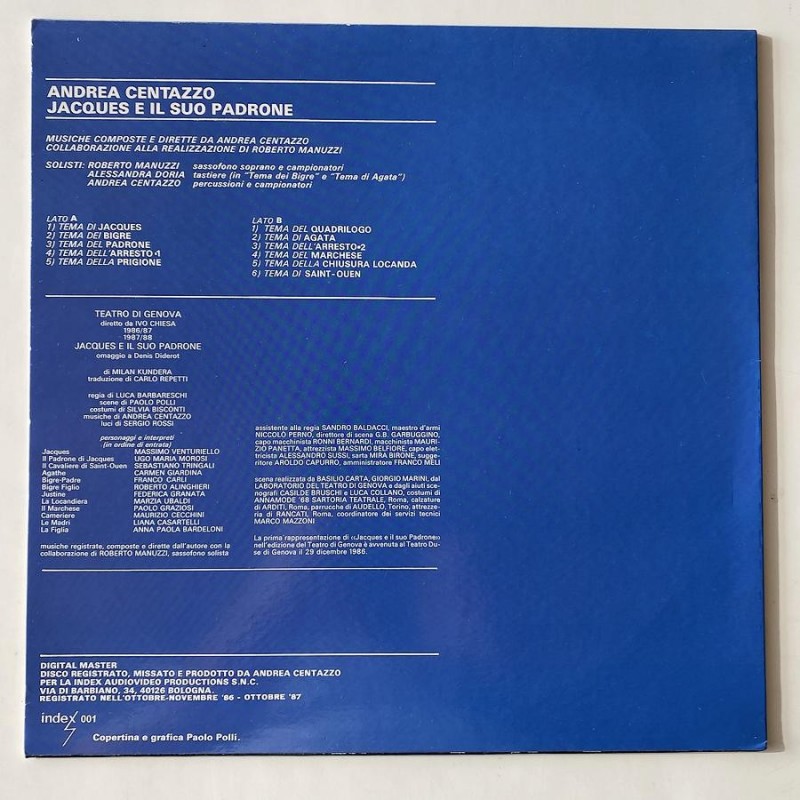 ANDREA CENTAZZO
JACQUES E IL SUO PADRONE
MUSICHE COMPOSTE E DIRETTE DA ANDREA CENTAZZO
COLLABORAZIONE ALLA REALIZZAZIONE DI ROBERTO MANUZZI
SOLISTI: ROBERTO MANUZZI sassofono soprano e campionatori
ALESSANDRA DORIA tastiere (in "Tema dei Bigre" e "Tema di Agata")
ANDREA CENTAZZO percussioni e campionatori
LATO A
1) TEMA DI JACQUES
2) TEMA DEI BIGRE
3) TEMA DEL PADRONE
4) TEMA DELL'ARRESTO•1
5) TEMA DELLA PRIGIONE
LATO B
1) TEMA DEL QUADRILOGO
2) TEMA DI AGATA
3) TEMA DELL'ARRESTO•2
4) TEMA DEL MARCHESE
5) TEMA DELLA CHIUSURA LOCANDA
6) TEMA DI SAINT-OUEN
TEATRO DI GENOVA
diretto da IVO CHIESA
1986/87
1987/88
JACQUES E IL SUO PADRONE
omaggio a Denis Diderot
di MILAN KUNDERA
traduzione di CARLO REPETTI
regia di LUCA BARBARESCHI
scene di PAOLO POLLI
costumi di SILVIA BISCONTI
musiche di ANDREA CENTAZZO
luci di SERGIO ROSSI
personaggi e interpreti
(in ordine di entrata)
Jacques MASSIMO VENTURIELLO
Il Padrone di Jacques UGO MARIA MOROSI
Il Cavaliere di Saint-Ouen SEBASTIANO TRINGALI
Agathe CARMEN GIARDINA
Bigre-Padre FRANCO CARLI
Bigre Figlio ROBERTO ALINGHIERI
Justine FEDERICA GRANATA
La Locandiera MARZIA UBALDI
Il Marchese PAOLO GRAZIOSI
Cameriere MAURIZIO CECCHINI
Le Madri LIANA CASARTELLI
La Figlia ANNA PAOLA BARDELONI
musiche registrate, composte e dirette dall'autore con la
collaborazione di ROBERTO MANUZZI, sassofono solista
assistente alla regia SANDRO BALDACCI, maestro d'armi
NICCOLO PERNO, direttore di scena G.B. GARBUGGINO,
capo macchinista RONNI BERNARDI, macchinista MAURI-
ZIO PANETTA, attrezzista MASSIMO BELFIORE, capo elet-
tricista ALESSANDRO SUSSI, sarta MIRA BIRONE, sugge-
ritore AROLDO CAPURRO, amministratore FRANCO MELI
scena realizzata da BASILIO CARTA, GIORGIO MARINI, dal
LABORATORIO DEL TEATRO DI GENOVA e dagli aiuti sce-
nografi CASILDE BRUSCHI e LUCA COLLANO, costumi di
ANNAMODE '68 SARTORIA TEATRALE, Roma, calzature
di ARDITI, Roma, parrucche di AUDELLO, Torino, attrezze-
ria di RANCATI, Roma, coordinatore dei servizi tecnici
MARCO MAZZONI
La prima rappresentazione di «Jacques e il suo Padrone»
nell'edizione del Teatro di Genova è avvenuta al Teatro Du-
se di Genova il 29 dicembre 1986.
DIGITAL MASTER
DISCO REGISTRATO, MISSATO E PRODOTTO DA ANDREA CENTAZZO
PER LA INDEX AUDIOVIDEO PRODUCTIONS S.N.C.
VIA DI BARBIANO, 34, 40126 BOLOGNA.
REGISTRATO NELL'OTTOBRE-NOVEMBRE '86 - OTTOBRE '87
index 001
Copertina e grafica Paolo Polli.